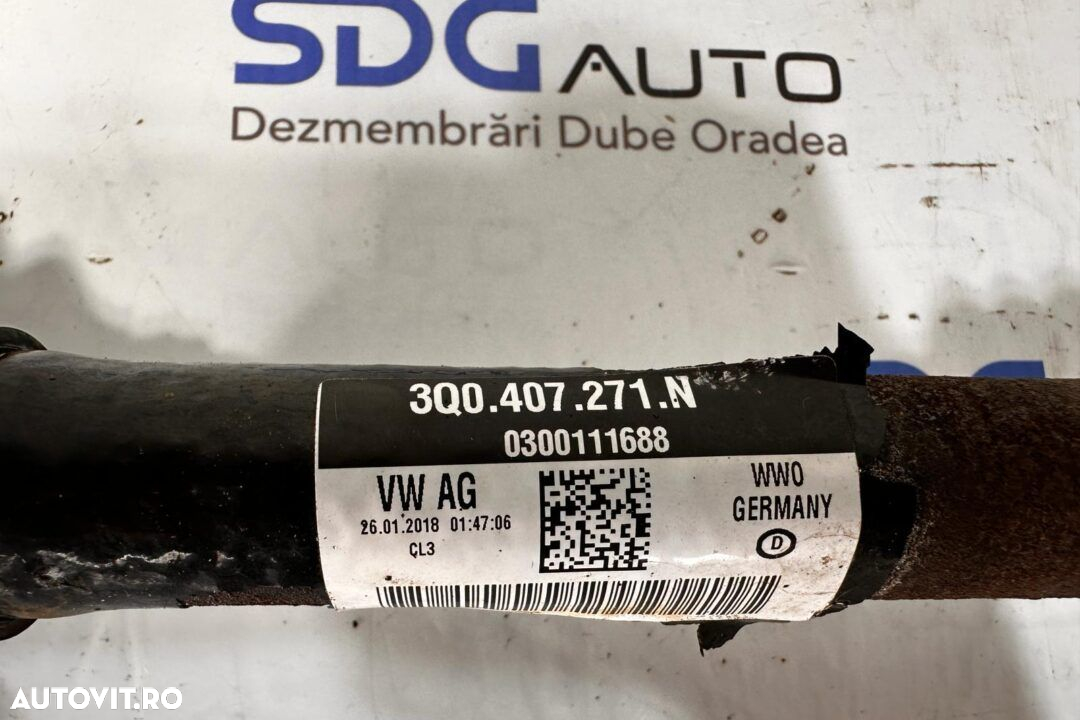 SDG AUTO
Dezmembrări Dube Oradea
3Q0.407.271.N
0300111688
VW AG
26.01.2018 01:47:06
CL3
WWO
GERMANY
D
AUTOVIT.RO